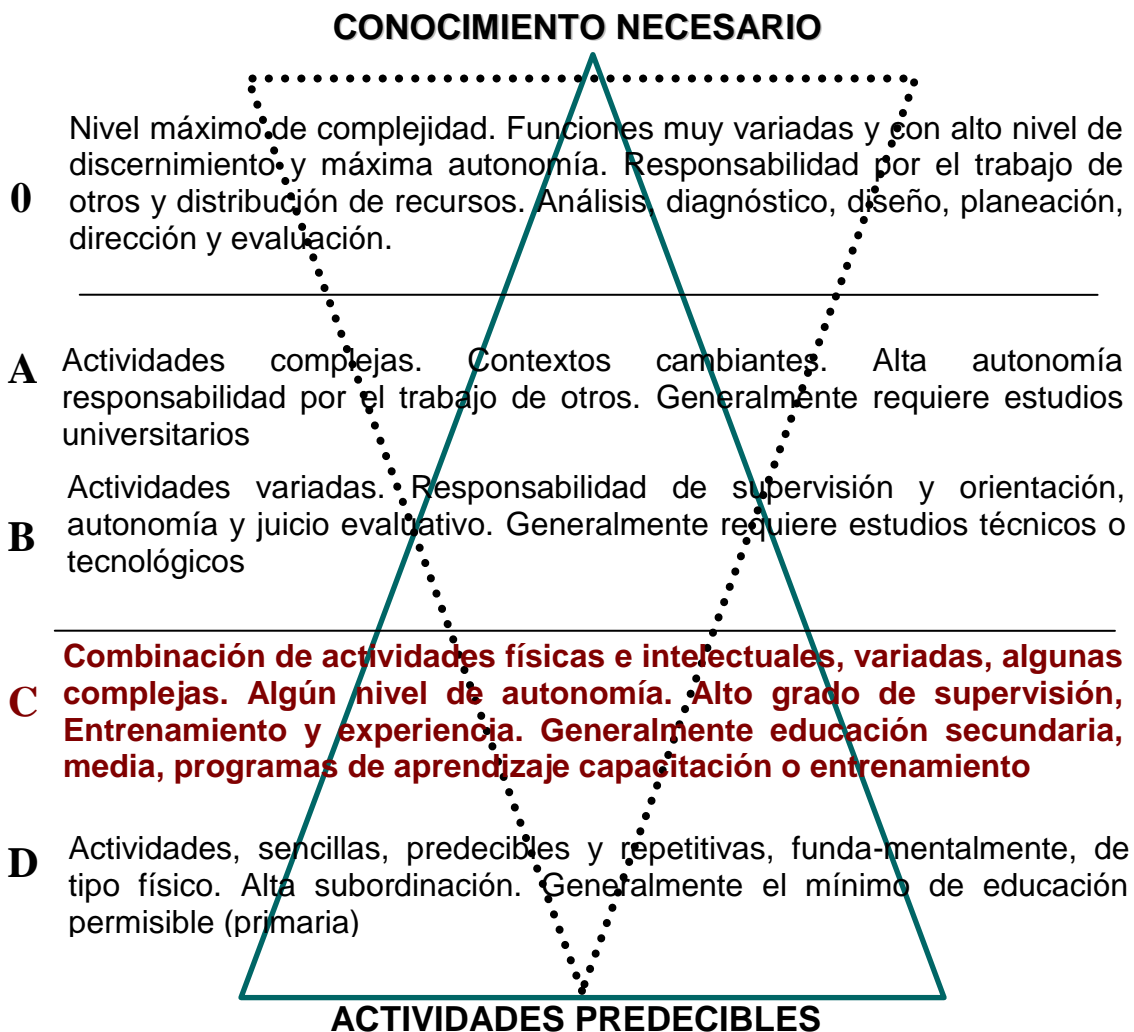 CONOCIMIENTO NECESARIO
Nivel máximo de complejidad. Funciones muy variadas y con alto nivel de
discernimiento y máxima autonomía. Responsabilidad por el trabajo de
0 otros y distribución de recursos. Análisis, diagnóstico, diseño, planeación,
dirección y evaluación.
A Actividades complejas. Contextos cambiantes. Alta autonomía
responsabilidad por el trabajo de otros. Generalmente requiere estudios
universitarios
Actividades variadas. Responsabilidad de supervisión y orientación,
B autonomía y juicio evaluativo. Generalmente requiere estudios técnicos o
tecnológicos
Combinación de actividades físicas e intelectuales, variadas, algunas
C complejas. Algún nivel de autonomía. Alto grado de supervisión,
Entrenamiento y experiencia. Generalmente educación secundaria,
media, programas de aprendizaje capacitación o entrenamiento
D Actividades, sencillas, predecibles y repetitivas, funda-mentalmente, de
tipo físico. Alta subordinación. Generalmente el mínimo de educación
permisible (primaria)
ACTIVIDADES PREDECIBLES